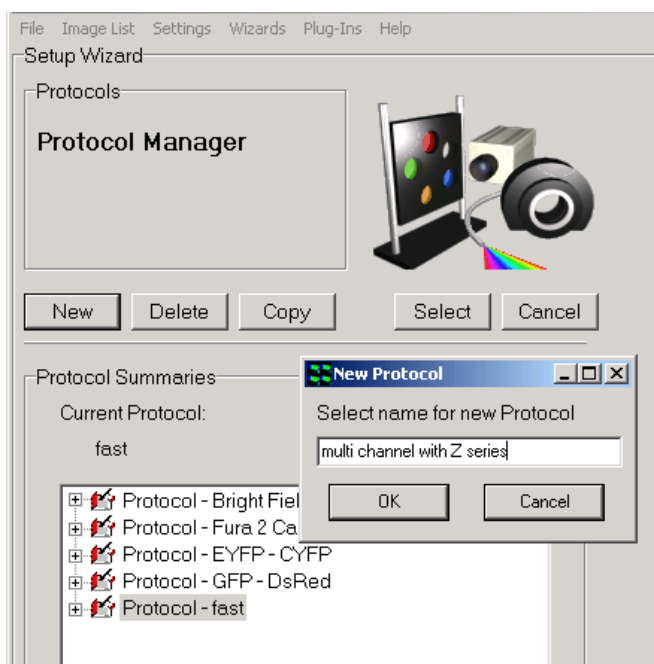 File Image List Settings Wizards Plug-Ins Help
Setup Wizard
Protocols
Protocol Manager
New Delete Copy Select Cancel
Protocol Summaries
Current Protocol:
fast
New Protocol
Select name for new Protocol
multi channel with Z series
OK Cancel
Protocol - Bright Fiel
Protocol - Fura 2 Ca
Protocol - EYFP - CYFP
Protocol - GFP - DsRed
Protocol - fast